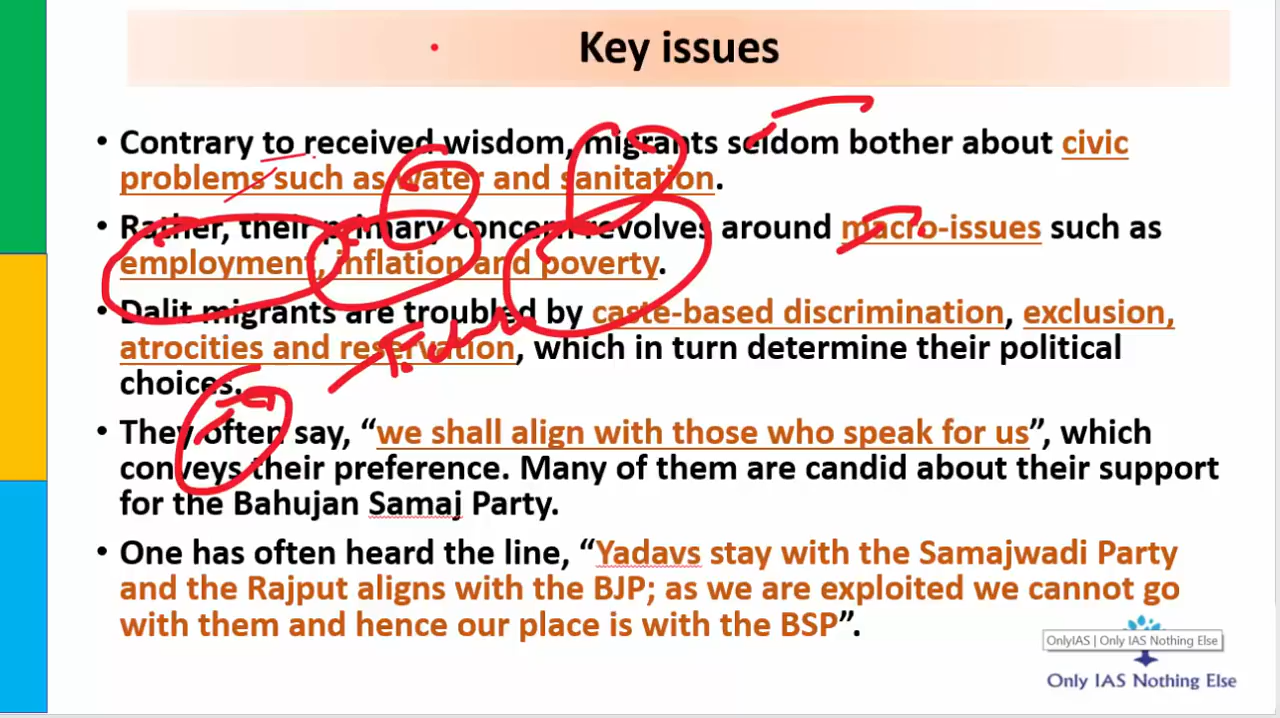 Key issues
• Contrary to received wisdom, migrants seldom bother about civic
problems such as water and sanitation.
• Rather, their primary concern revolves around macro-issues such as
employment, inflation and poverty.
• Dalit migrants are troubled by caste-based discrimination, exclusion,
atrocities and reservation, which in turn determine their political
choices.
• They often say, “we shall align with those who speak for us”, which
conveys their preference. Many of them are candid about their support
for the Bahujan Samaj Party.
• One has often heard the line, “Yadavs stay with the Samajwadi Party
and the Rajput aligns with the BJP; as we are exploited we cannot go
with them and hence our place is with the BSP”.
OnlyIAS | Only IAS Nothing Else
Only IAS Nothing Else